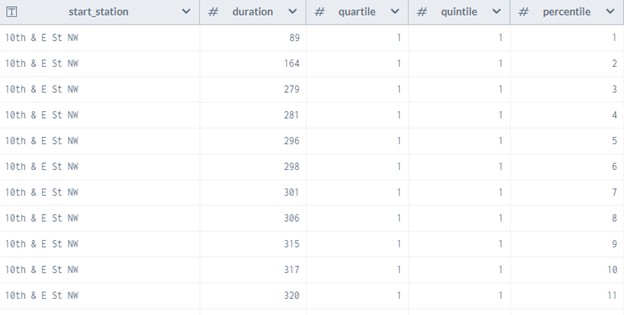 start_station # duration # quartile # quintile # percentile
10th & E St NW 89 1 1 1
10th & E St NW 164 1 1 2
10th & E St NW 279 1 1 3
10th & E St NW 281 1 1 4
10th & E St NW 296 1 1 5
10th & E St NW 298 1 1 6
10th & E St NW 301 1 1 7
10th & E St NW 306 1 1 8
10th & E St NW 315 1 1 9
10th & E St NW 317 1 1 10
10th & E St NW 320 1 1 11